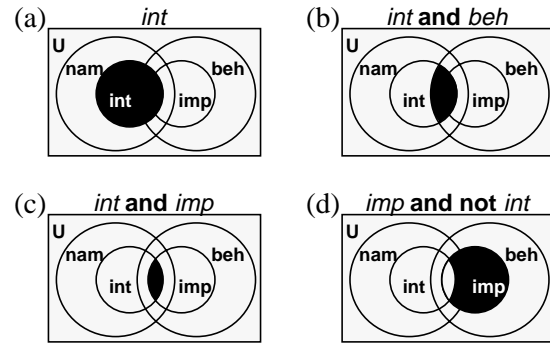 (a) int
U
nam
beh
int
imp
(b) int and beh
U
nam
beh
int
imp
(c) int and imp
U
nam
beh
int
imp
(d) imp and not int
U
nam
beh
int
imp